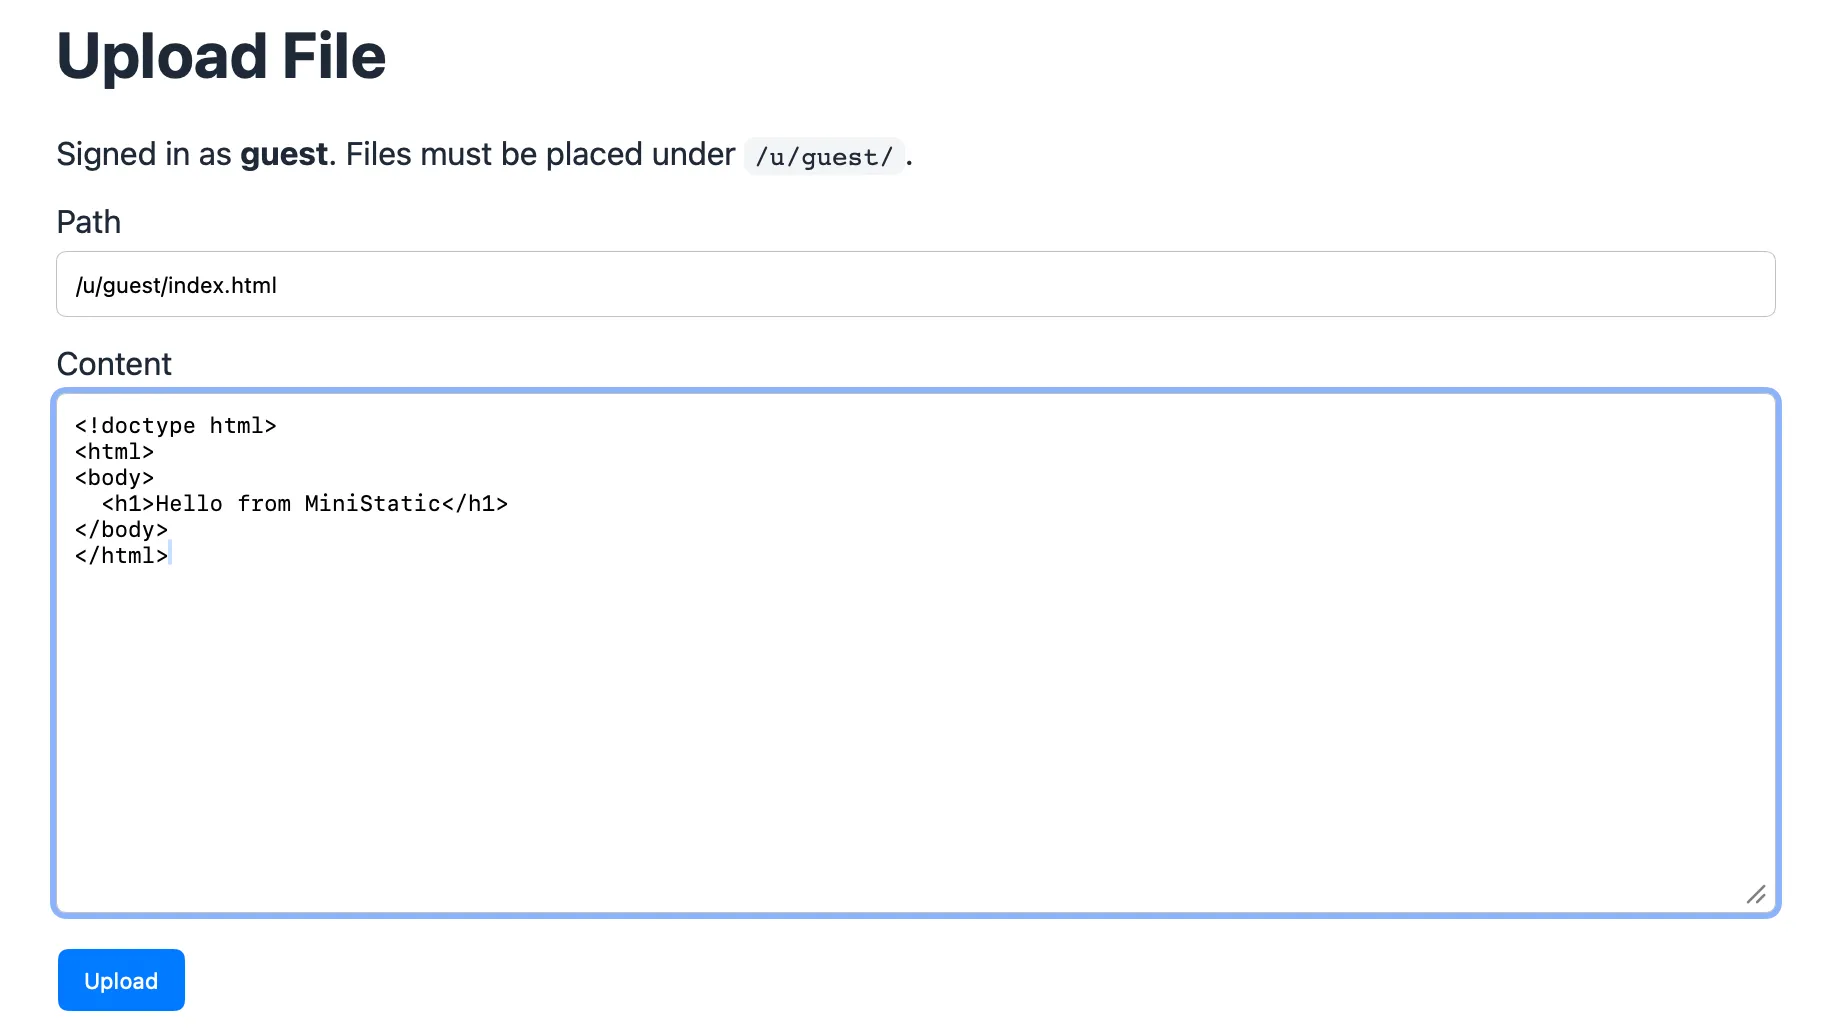 Upload File
Signed in as guest. Files must be placed under /u/guest/ .
Path
/u/guest/index.html
Content
<!doctype html>
<html>
<body>
  <h1>Hello from MiniStatic</h1>
</body>
</html>
Upload